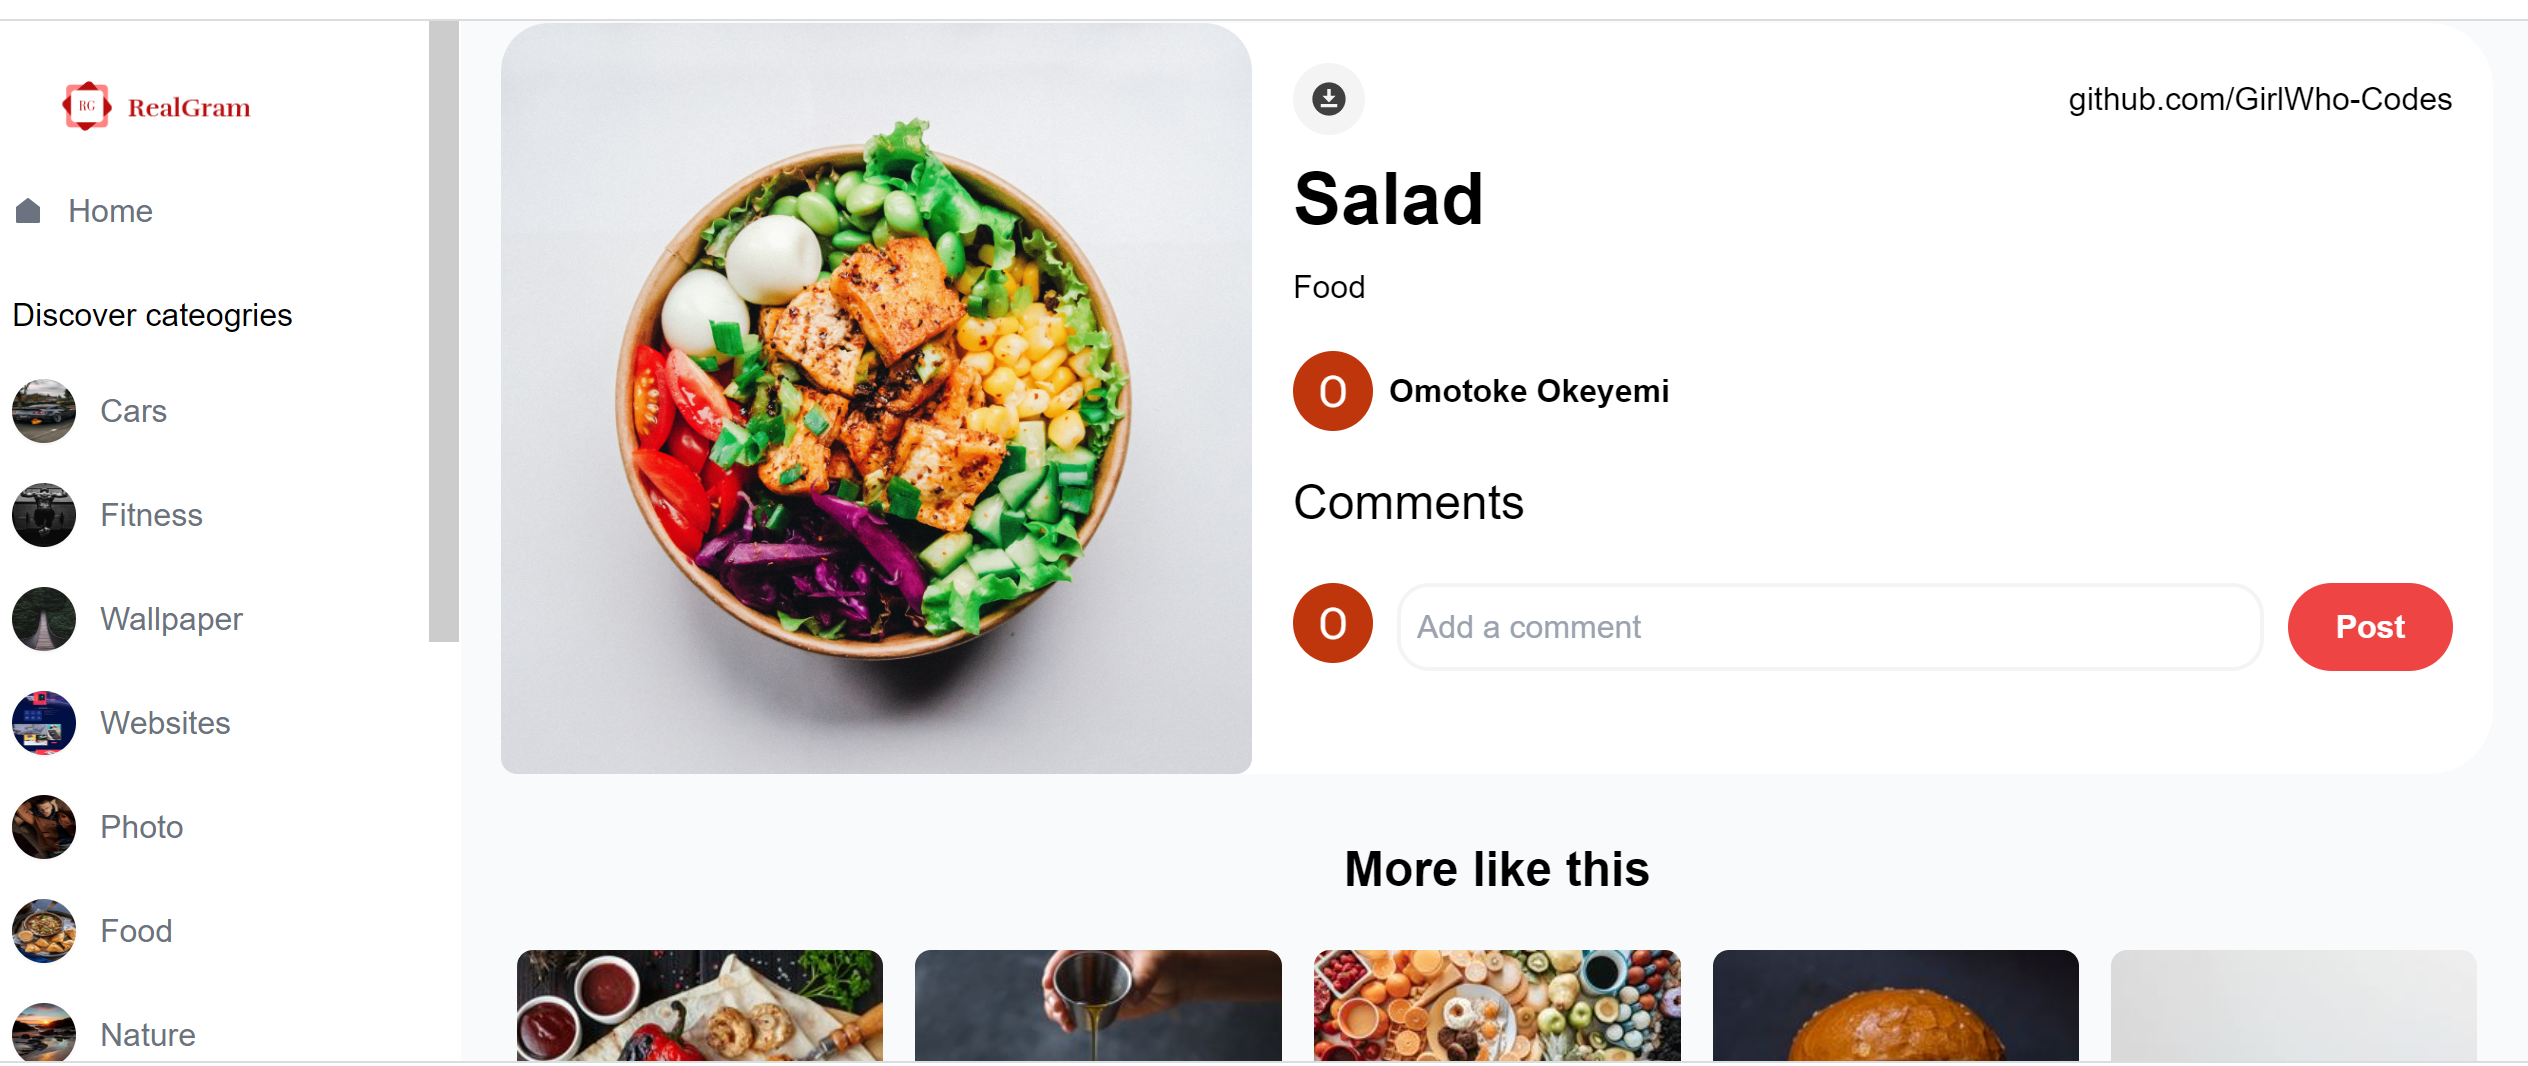 RG RealGram
Home
Discover cateogries
Cars
Fitness
Wallpaper
Websites
Photo
Food
Nature
github.com/GirlWho-Codes
Salad
Food
O Omotoke Okeyemi
Comments
O Add a comment Post
More like this